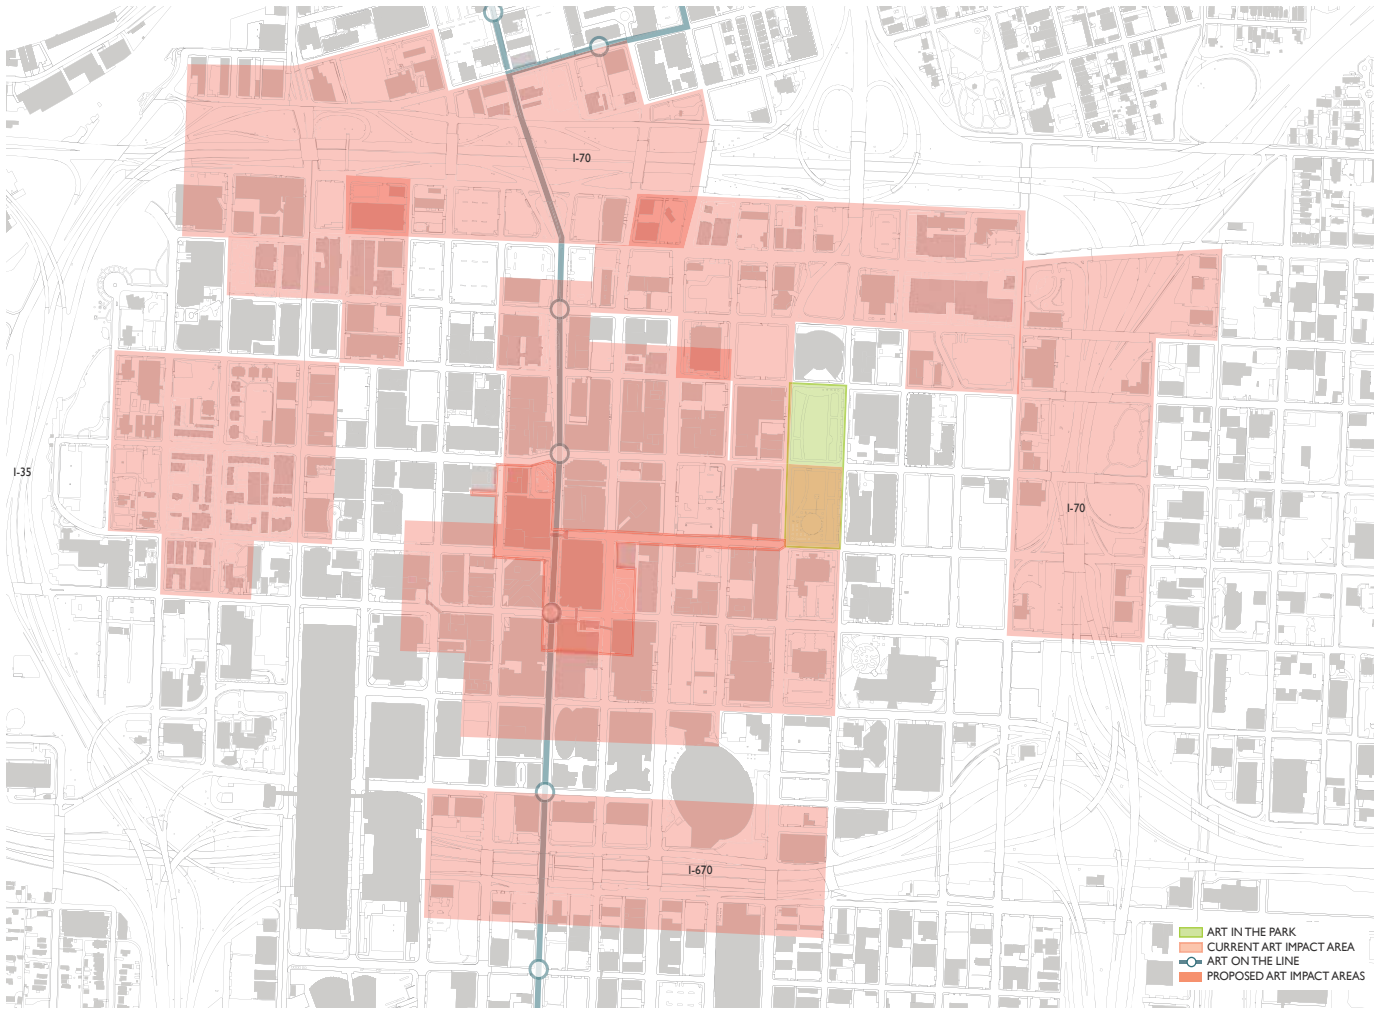 I-70
I-35
I-70
I-670
ART IN THE PARK
CURRENT ART IMPACT AREA
ART ON THE LINE
PROPOSED ART IMPACT AREAS